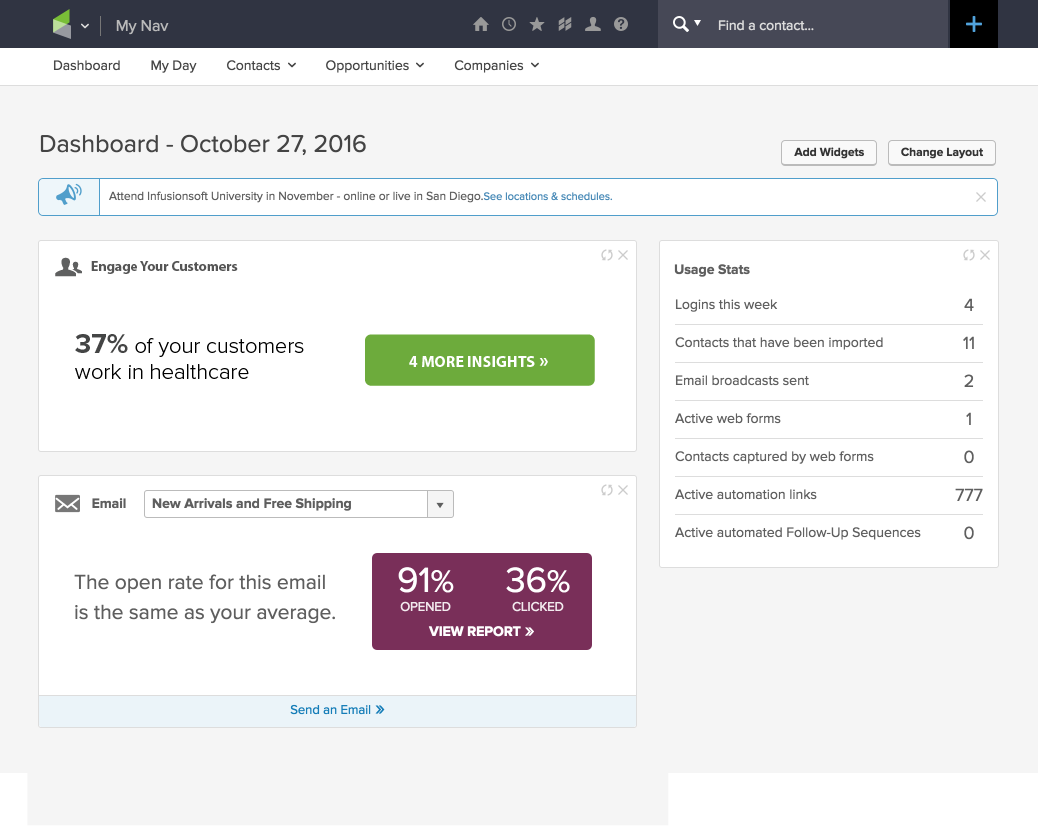 My Nav
Find a contact...
Dashboard
My Day
Contacts
Opportunities
Companies
Dashboard - October 27, 2016
Add Widgets
Change Layout
Attend Infusionsoft University in November - online or live in San Diego.See locations & schedules.
Engage Your Customers
37% of your customers
work in healthcare
4 MORE INSIGHTS »
Email
New Arrivals and Free Shipping
The open rate for this email
is the same as your average.
91%
OPENED
36%
CLICKED
VIEW REPORT »
Send an Email »
Usage Stats
Logins this week 4
Contacts that have been imported 11
Email broadcasts sent 2
Active web forms 1
Contacts captured by web forms 0
Active automation links 777
Active automated Follow-Up Sequences 0